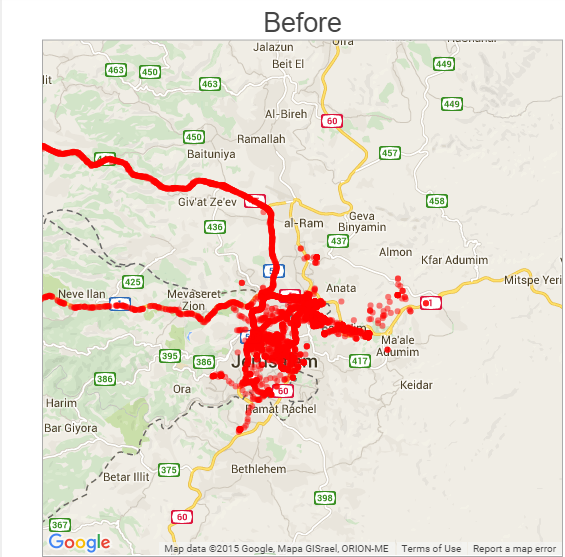 Before
Jalazun
Beit El
463
450
463
449
449
Al-Bireh
60
450
Ramallah
457
Baituniya
Giv'at Ze'ev
458
436
al-Ram
Geva
Binyamin
437
Almon
Kfar Adumim
425
Anata
Mitspe Yeri
Neve Ilan
Mevaseret
Zion
1
395
386
Jerusalem
417
Ma'ale
Adumim
386
Ora
60
Keidar
Harim
Ramat Rachel
Bar Giyora
375
Betar Illit
Bethlehem
398
60
367
Google
Map data ©2015 Google, Mapa GISrael, ORION-ME
Terms of Use
Report a map error